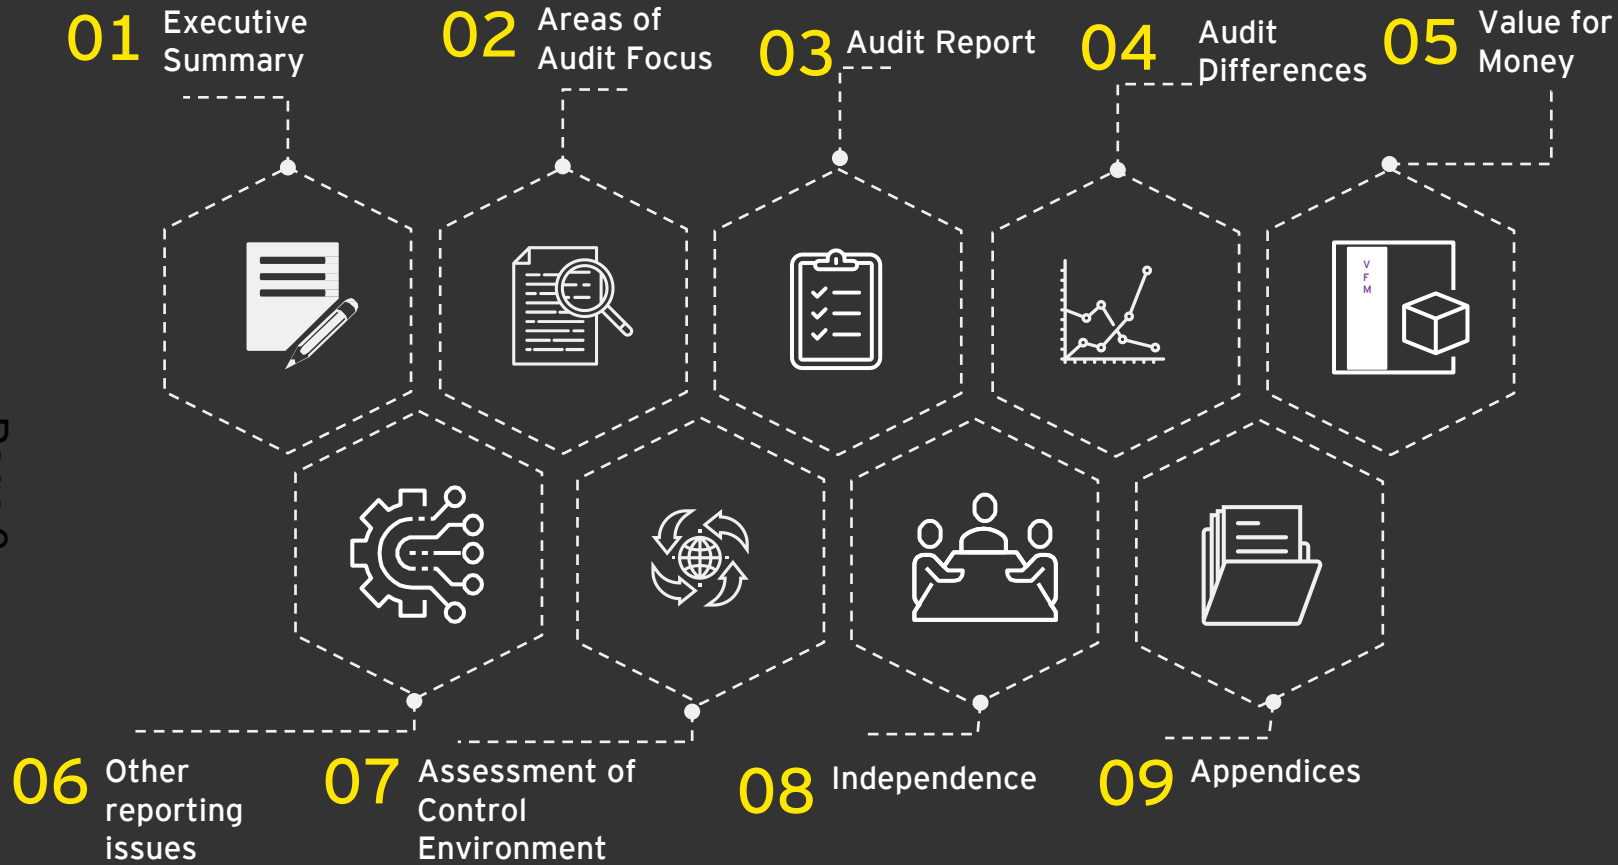 01 Executive
Summary
02 Areas of
Audit Focus
03 Audit Report
04 Audit
Differences
05 Value for
Money
V
F
M
06 Other
reporting
issues
07 Assessment of
Control
Environment
08 Independence
09 Appendices